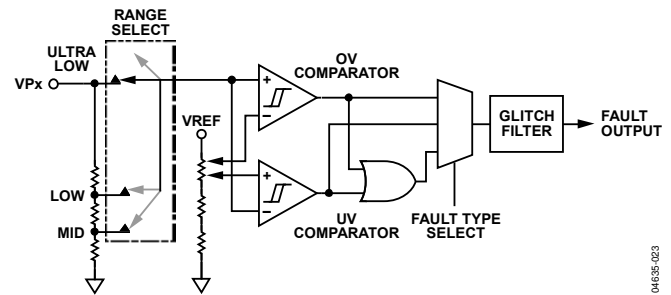 RANGE
SELECT
ULTRA
LOW
VPx
LOW
MID
VREF
+
–
+
–
OV
COMPARATOR
UV
COMPARATOR
FAULT TYPE
SELECT
GLITCH
FILTER
FAULT
OUTPUT
04635-023